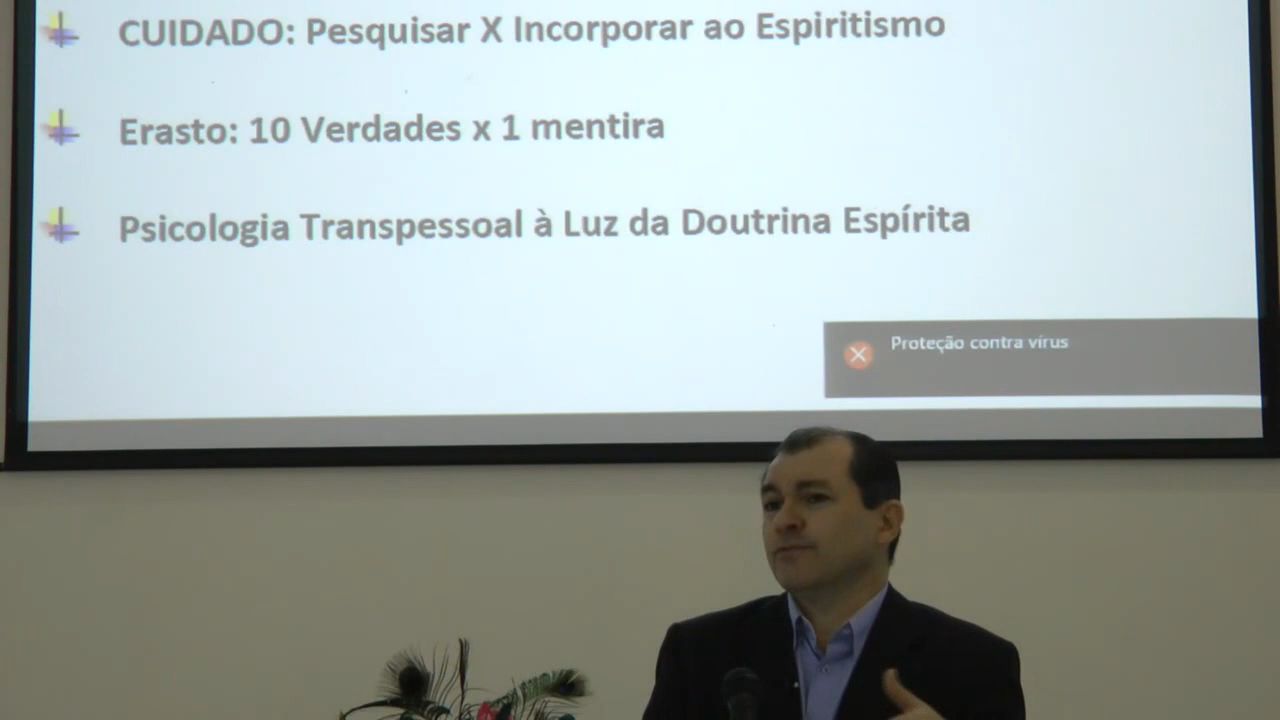 CUIDADO: Pesquisar X Incorporar ao Espiritismo
Erasto: 10 Verdades x 1 mentira
Psicologia Transpessoal à Luz da Doutrina Espírita
Proteção contra vírus